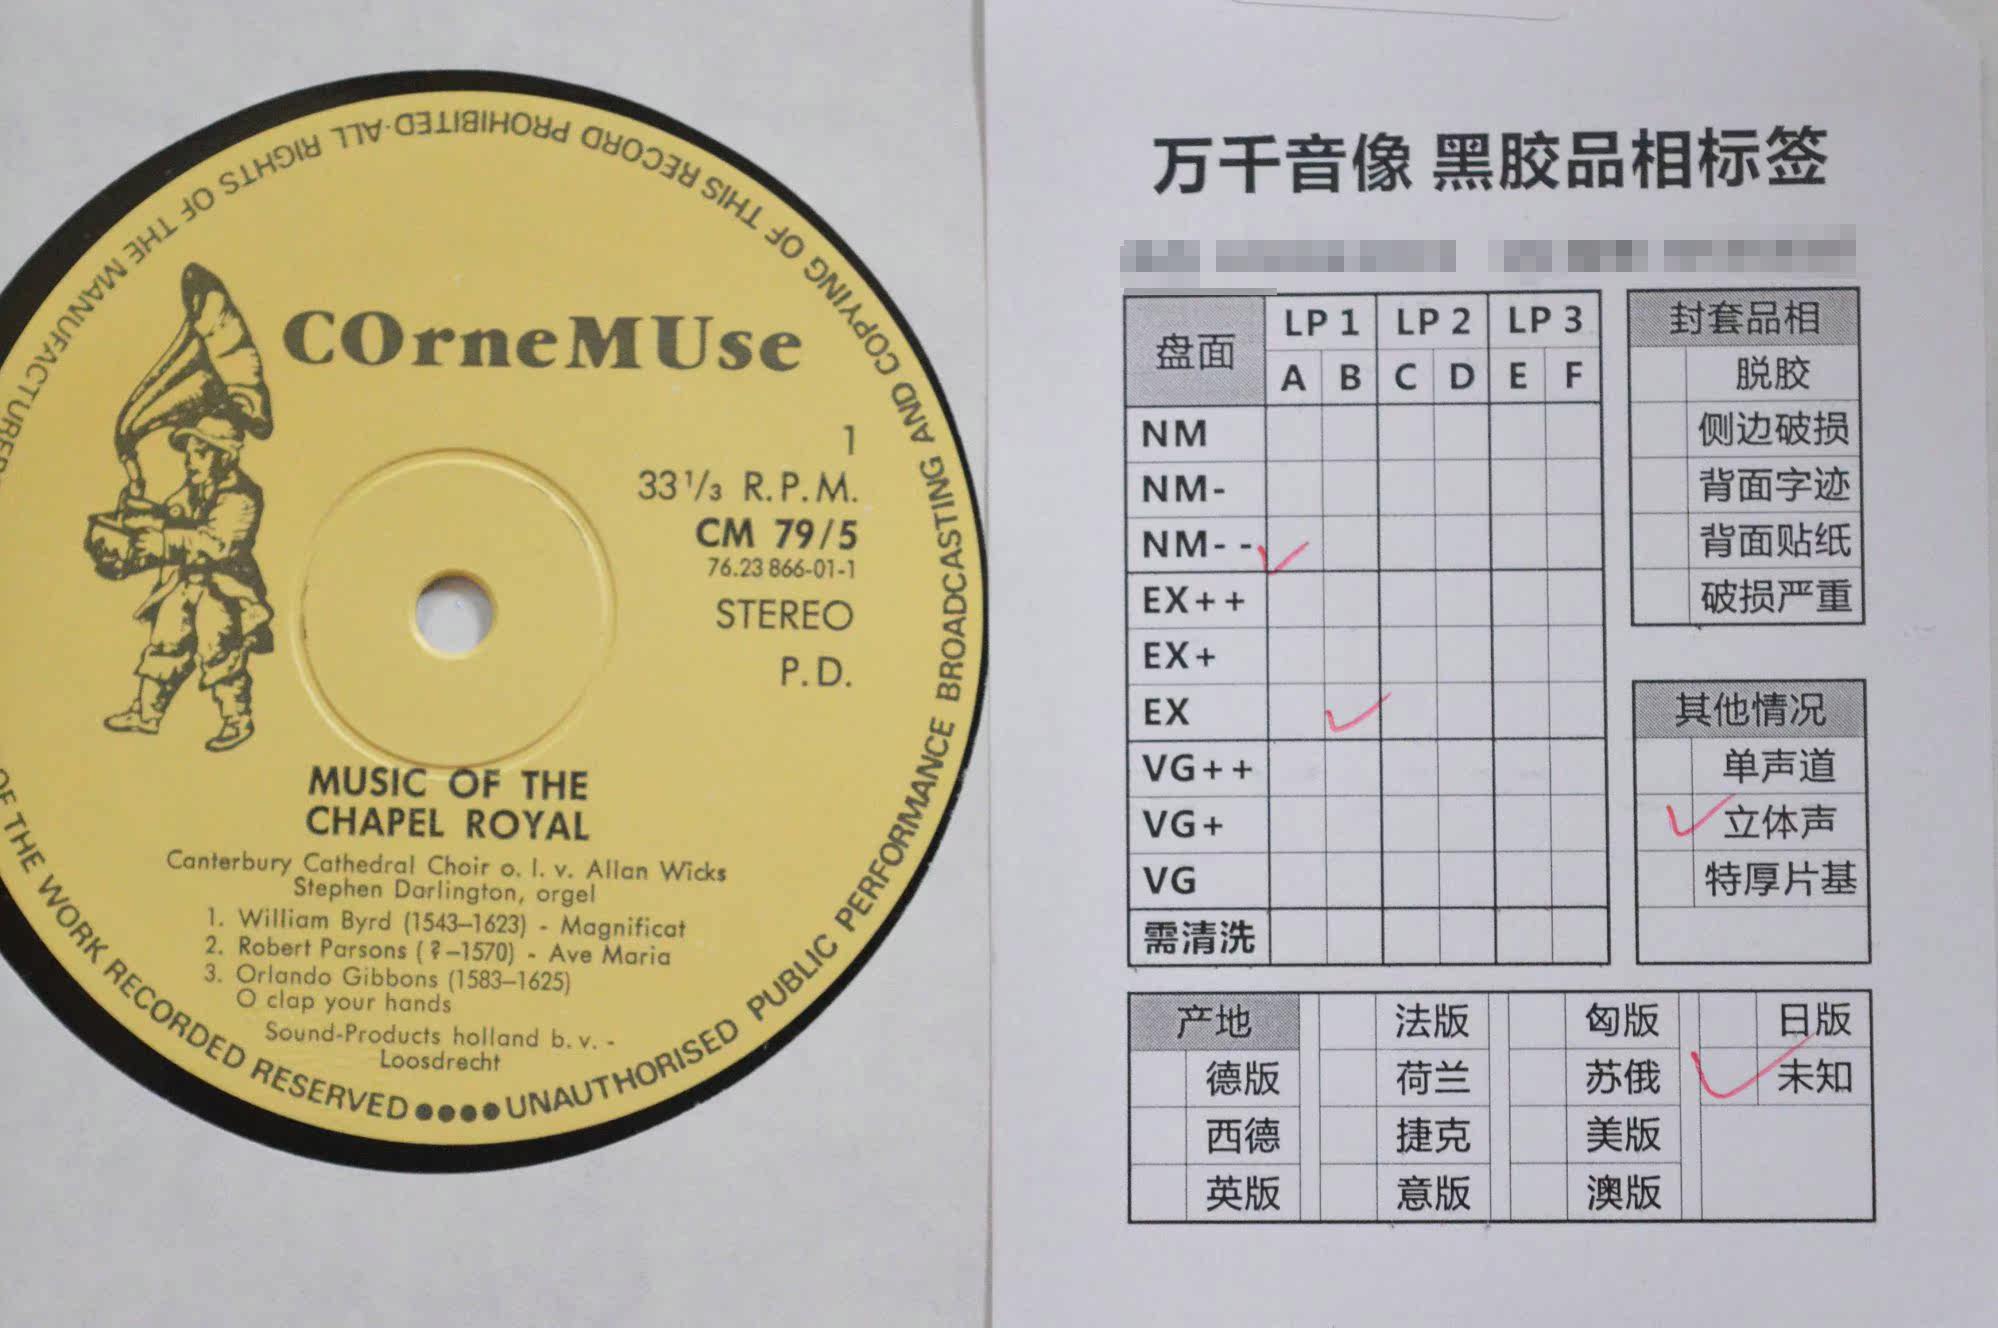 COrneMUse
1
33 1/3 R.P.M.
CM 79/5
76.23 866-01-1
STEREO
P.D.
MUSIC OF THE
CHAPEL ROYAL
Canterbury Cathedral Choir o. l. v. Allan Wicks
Stephen Darlington, orgel
1. William Byrd (1543–1623) - Magnificat
2. Robert Parsons (?–1570) - Ave Maria
3. Orlando Gibbons (1583–1625)
O clap your hands
Sound-Products holland b. v. -
Loosdrecht
ALL RIGHTS OF THE MANUFACTURER
OF THE WORK RECORDED RESERVED●●●●UNAUTHORISED PUBLIC PERFORMANCE BROADCASTING AND COPYING OF THIS RECORD PROHIBITED·
万千音像 黑胶品相标签
盘面 LP 1 LP 2 LP 3
A B C D E F
NM
NM-
NM--
EX++
EX+
EX
VG++
VG+
VG
需清洗
封套品相
脱胶
侧边破损
背面字迹
背面贴纸
破损严重
其他情况
单声道
立体声
特厚片基
产地 法版 匈版 日版
德版 荷兰 苏俄 未知
西德 捷克 美版
英版 意版 澳版